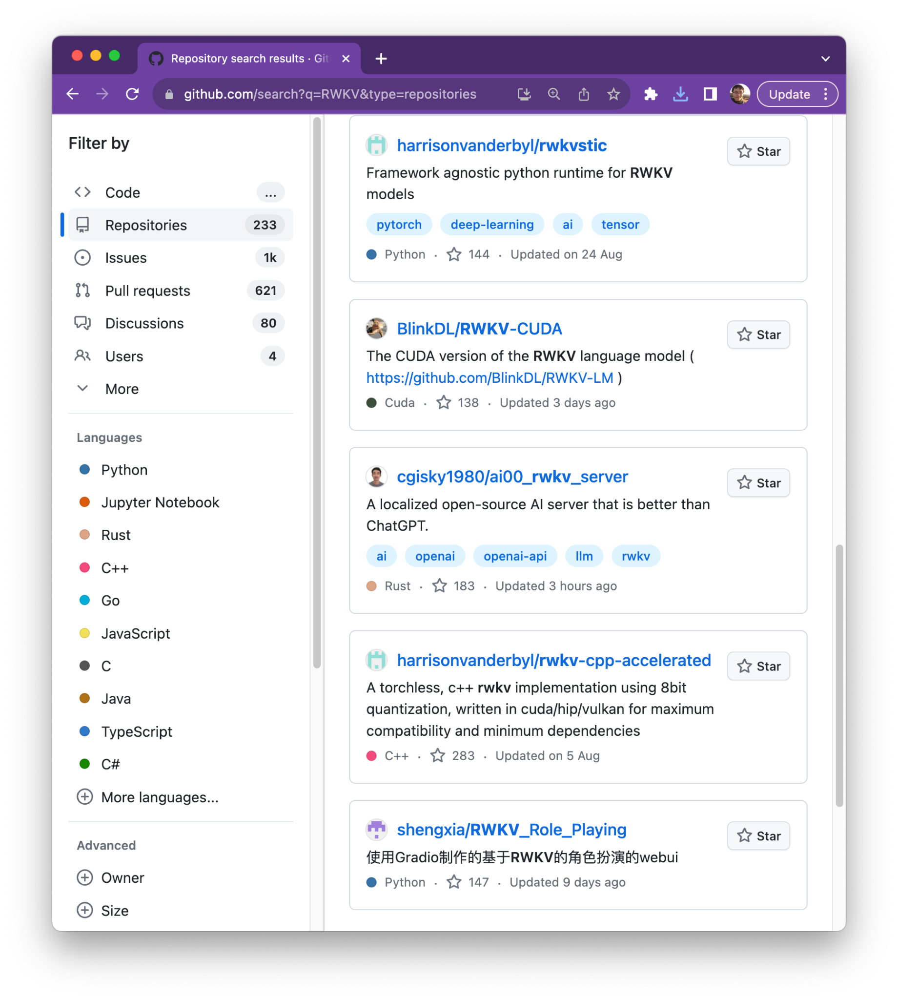 Repository search results · Git
github.com/search?q=RWKV&type=repositories
Update
Filter by
Code ...
Repositories 233
Issues 1k
Pull requests 621
Discussions 80
Users 4
More
Languages
Python
Jupyter Notebook
Rust
C++
Go
JavaScript
C
Java
TypeScript
C#
More languages...
Advanced
Owner
Size
harrisonvanderbyl/rwkvstic
Star
Framework agnostic python runtime for RWKV
models
pytorch deep-learning ai tensor
Python · 144 · Updated on 24 Aug
BlinkDL/RWKV-CUDA
Star
The CUDA version of the RWKV language model (
https://github.com/BlinkDL/RWKV-LM )
Cuda · 138 · Updated 3 days ago
cgisky1980/ai00_rwkv_server
Star
A localized open-source AI server that is better than
ChatGPT.
ai openai openai-api llm rwkv
Rust · 183 · Updated 3 hours ago
harrisonvanderbyl/rwkv-cpp-accelerated
Star
A torchless, c++ rwkv implementation using 8bit
quantization, written in cuda/hip/vulkan for maximum
compatibility and minimum dependencies
C++ · 283 · Updated on 5 Aug
shengxia/RWKV_Role_Playing
Star
使用Gradio制作的基于RWKV的角色扮演的webui
Python · 147 · Updated 9 days ago